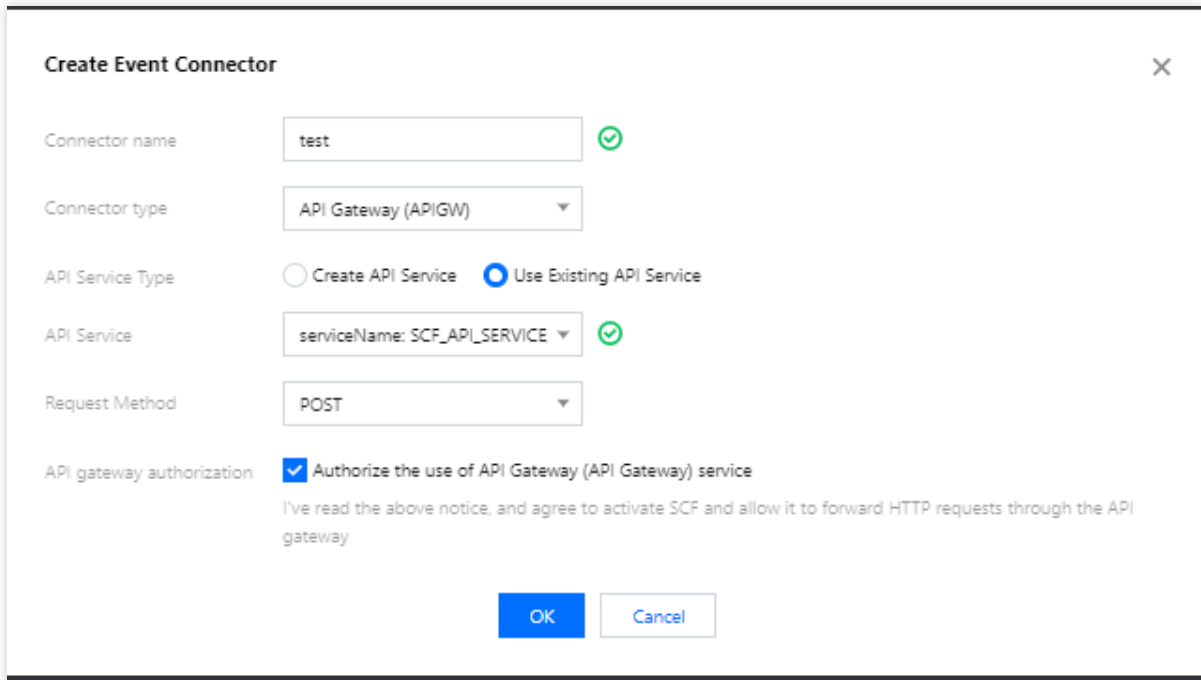 Create Event Connector
Connector name test
Connector type API Gateway (APIGW)
API Service Type Create API Service Use Existing API Service
API Service serviceName: SCF_API_SERVICE
Request Method POST
API gateway authorization Authorize the use of API Gateway (API Gateway) service
I've read the above notice, and agree to activate SCF and allow it to forward HTTP requests through the API
gateway
OK Cancel